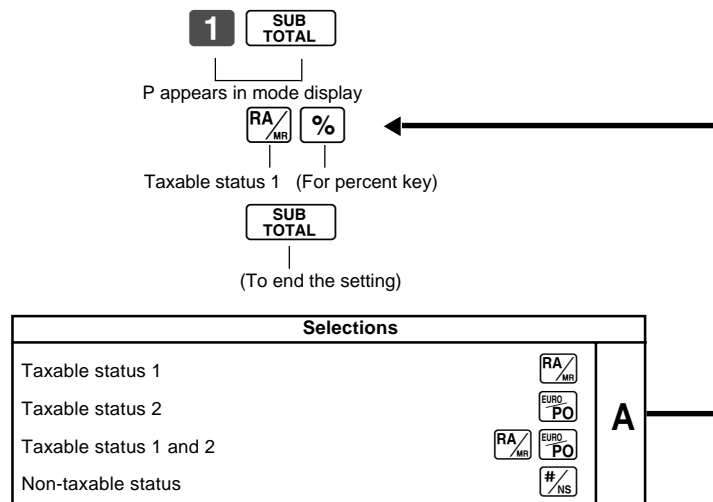 1 SUB TOTAL
P appears in mode display
RA/MR %
Taxable status 1 (For percent key)
SUB TOTAL
(To end the setting)
Selections
Taxable status 1 RA/MR
Taxable status 2 EURO/PO
Taxable status 1 and 2 RA/MR EURO/PO
Non-taxable status #/NS
A